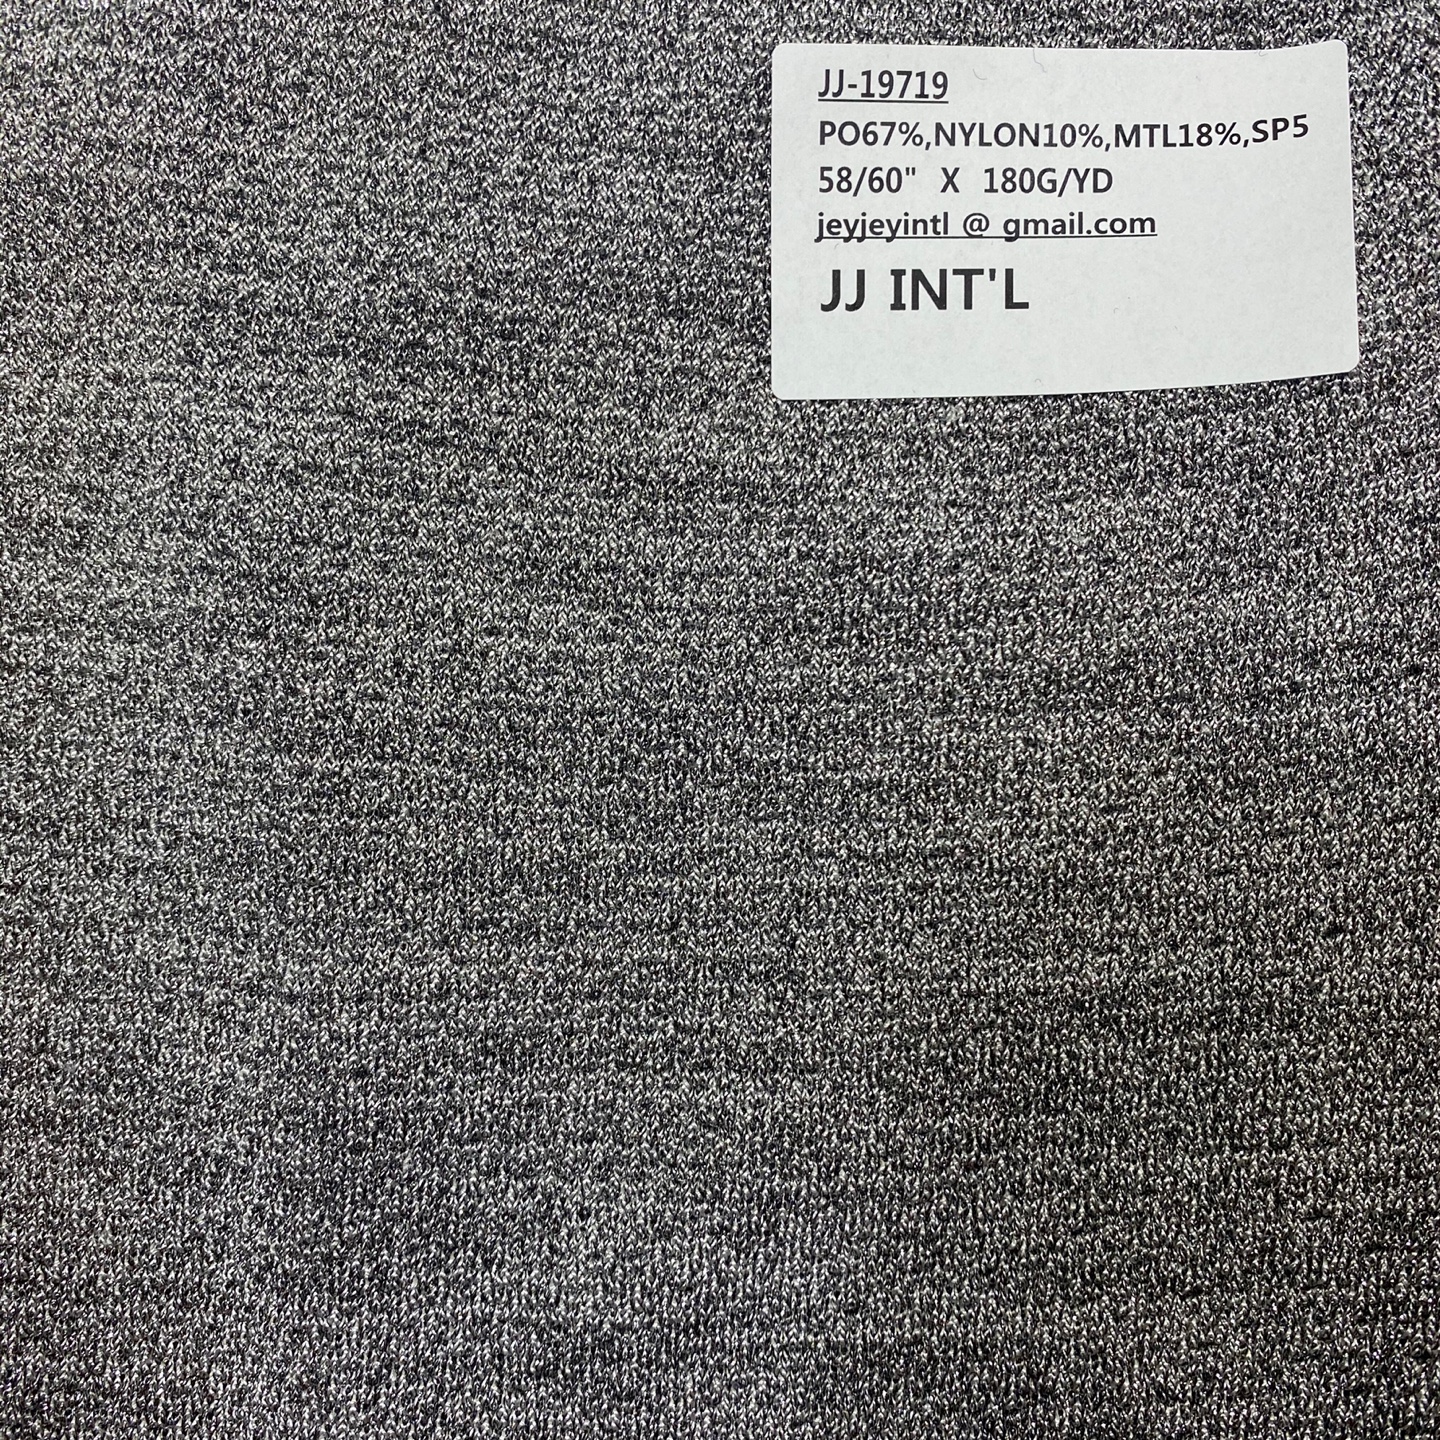 JJ-19719
PO67%,NYLON10%,MTL18%,SP5
58/60" X 180G/YD
jeyjeyintl @ gmail.com
JJ INT'L